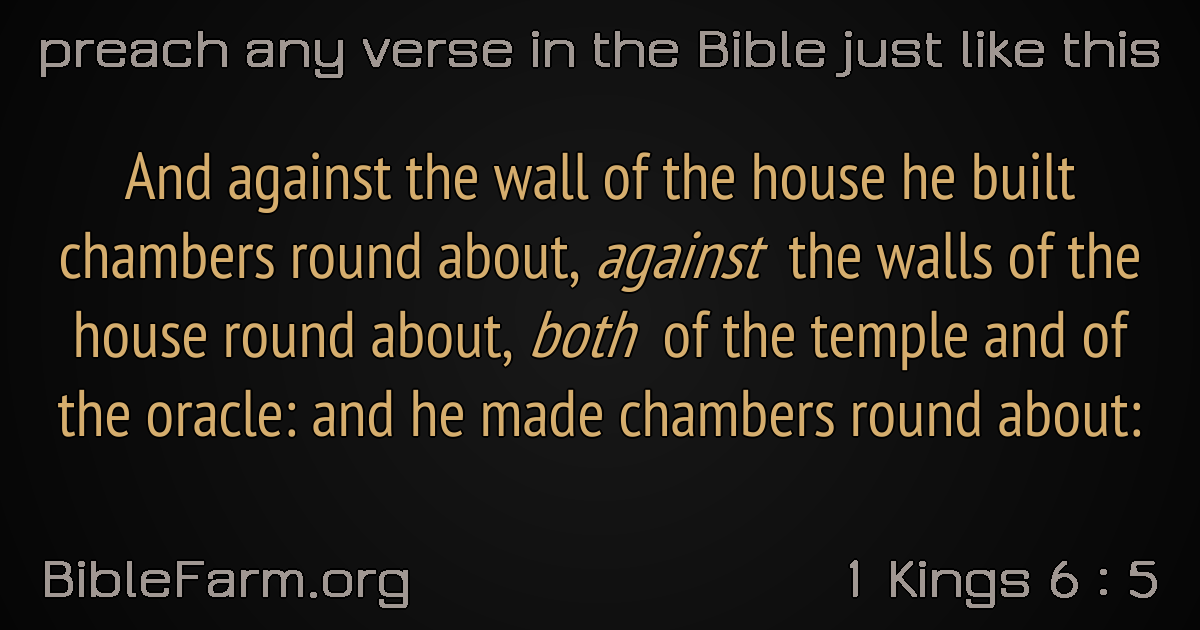 preach any verse in the Bible just like this
And against the wall of the house he built
chambers round about, against the walls of the
house round about, both of the temple and of
the oracle: and he made chambers round about:
BibleFarm.org
1 Kings 6 : 5